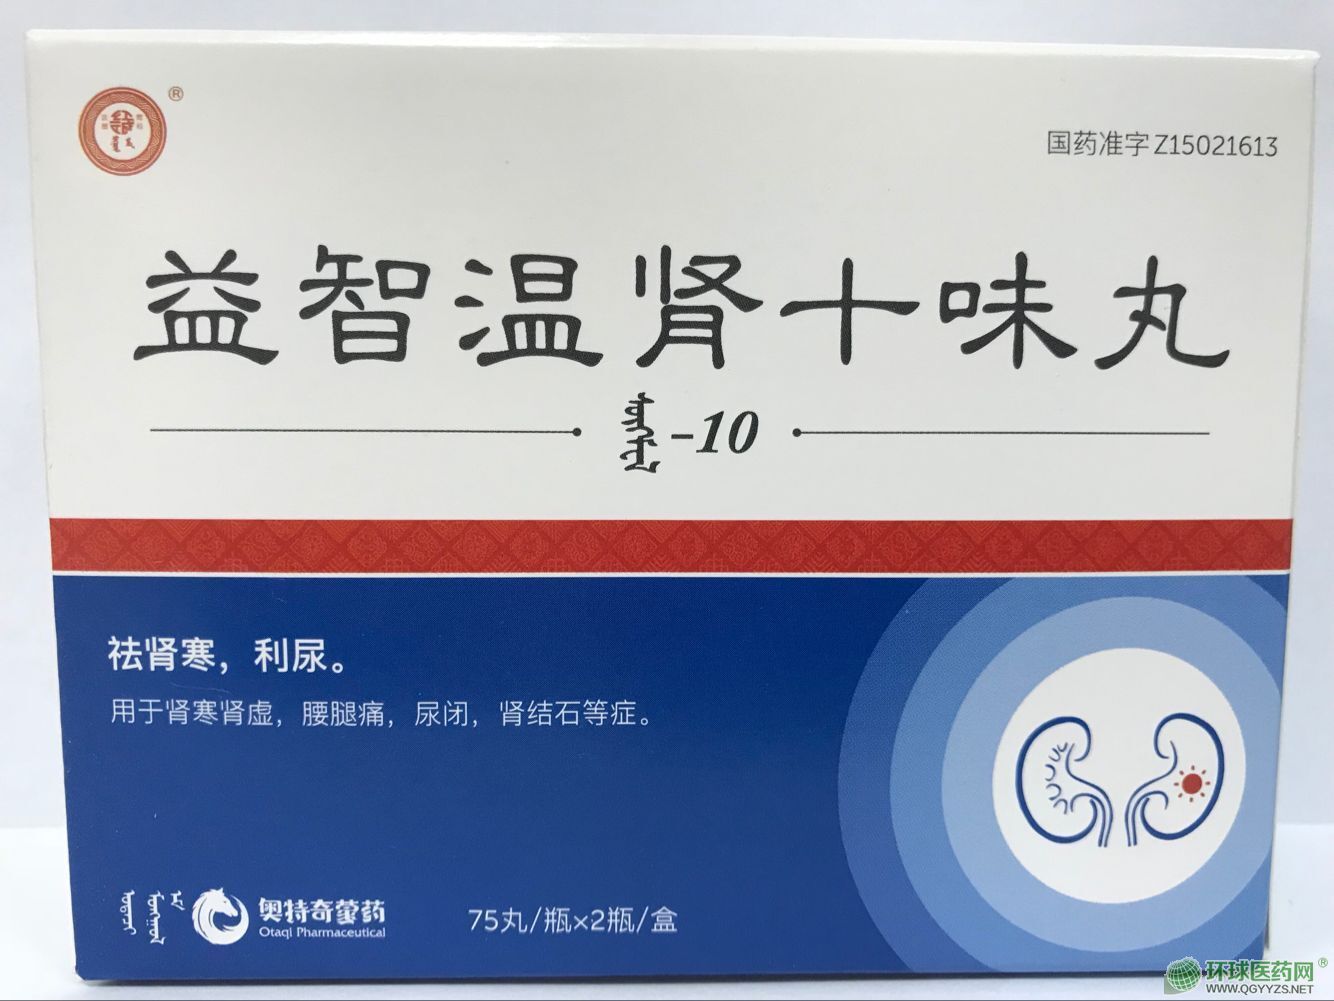 ®
国药准字Z15021613
益智温肾十味丸
-10
祛肾寒，利尿。
用于肾寒肾虚，腰腿痛，尿闭，肾结石等症。
奥特奇蒙药
Otaqi Pharmaceutical
75丸/瓶×2瓶/盒
环球医药网®
WWW.QGYYZS.NET